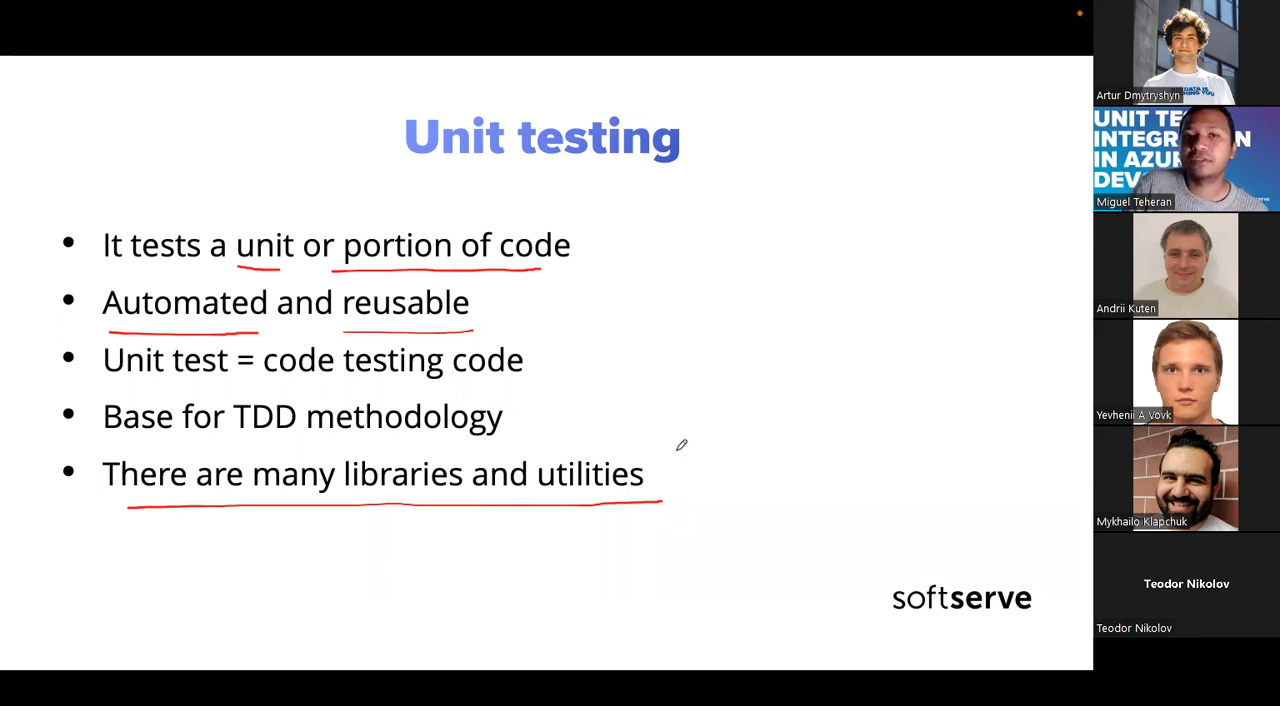 Unit testing
• It tests a unit or portion of code
• Automated and reusable
• Unit test = code testing code
• Base for TDD methodology
• There are many libraries and utilities
softserve
Artur Dmytryshyn
UNIT TE
INTEGR N
IN AZUR
DEV
Miguel Teheran
Andrii Kuten
Yevhenii A Vovk
Mykhailo Klapchuk
Teodor Nikolov
Teodor Nikolov